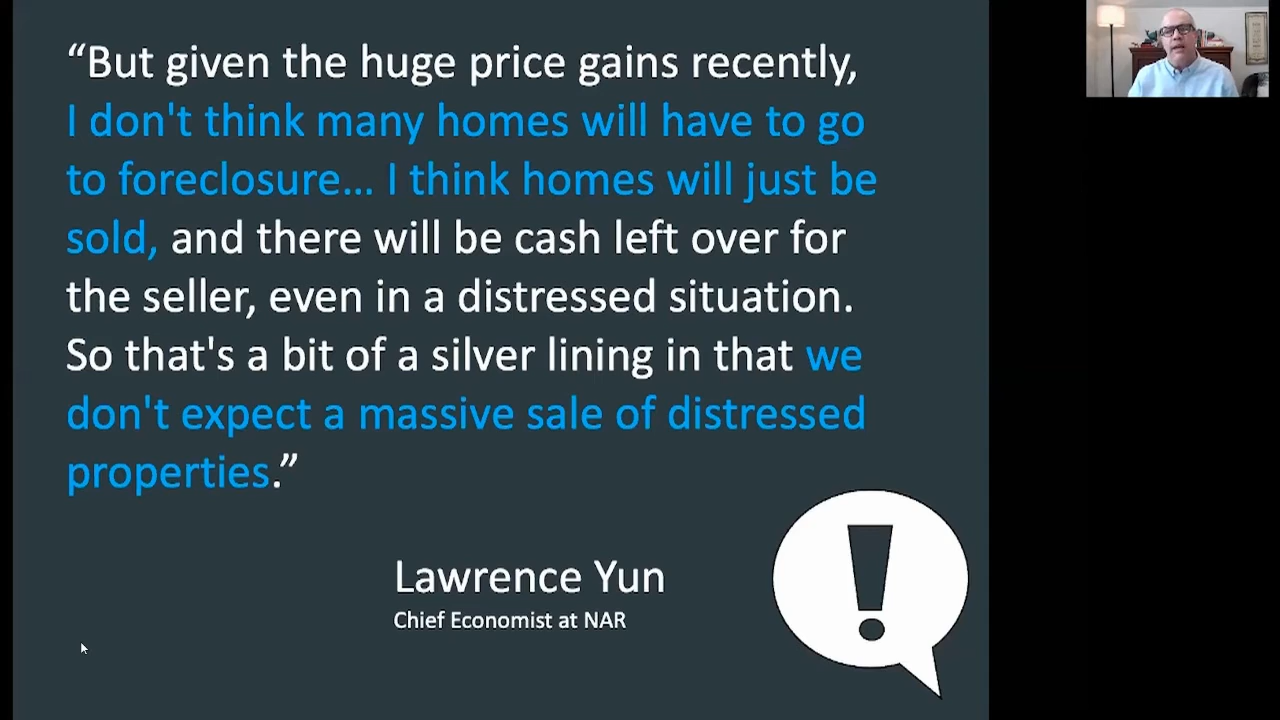 “But given the huge price gains recently,
I don't think many homes will have to go
to foreclosure... I think homes will just be
sold, and there will be cash left over for
the seller, even in a distressed situation.
So that's a bit of a silver lining in that we
don't expect a massive sale of distressed
properties.”
Lawrence Yun
Chief Economist at NAR
!